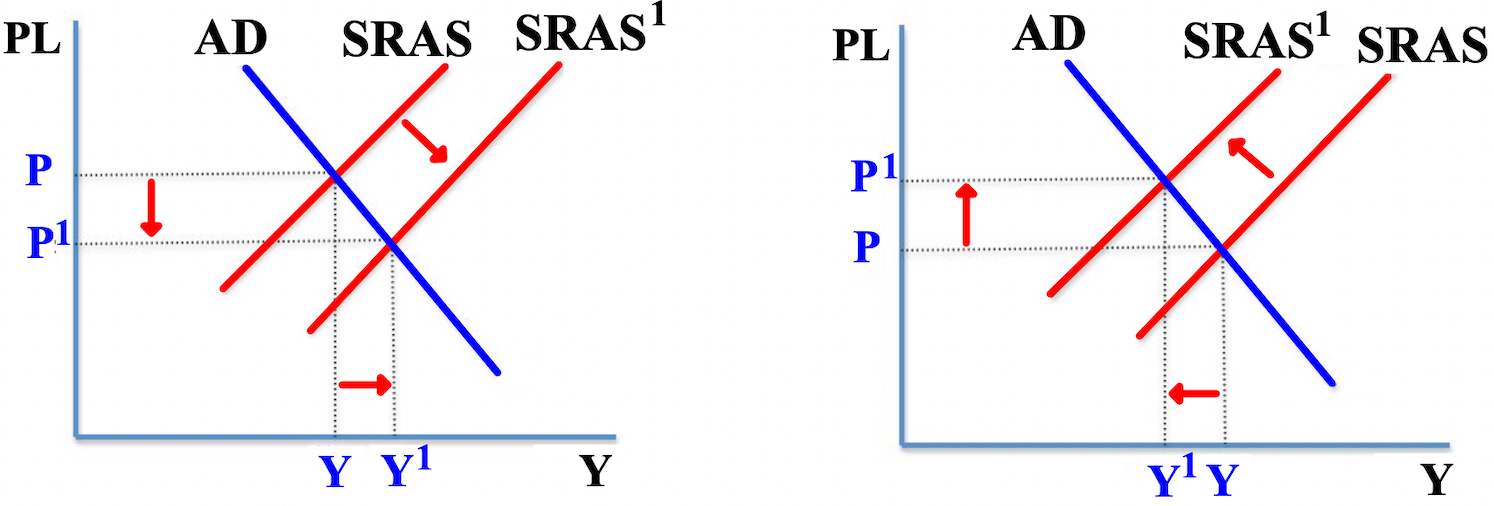 PL AD SRAS SRAS¹
P
P¹
Y Y¹ Y
PL AD SRAS¹ SRAS
P¹
P
Y¹ Y Y